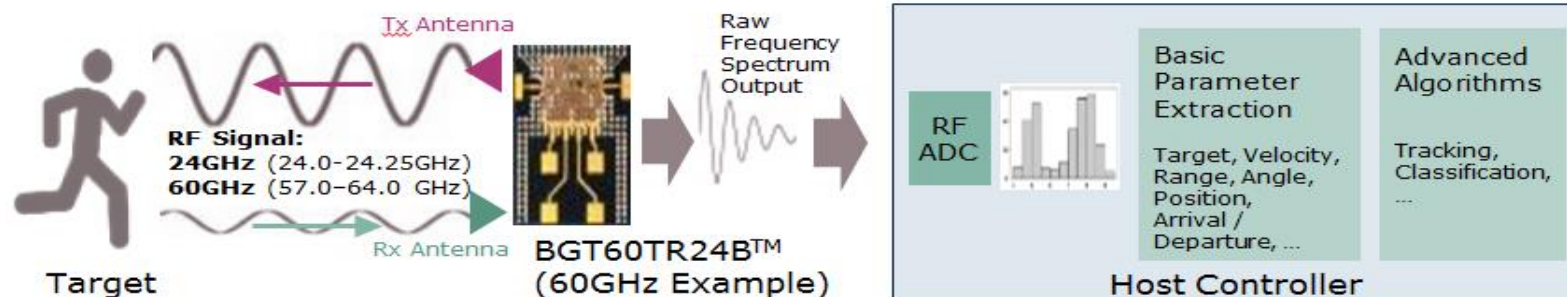 Tx Antenna
RF Signal:
24GHz (24.0-24.25GHz)
60GHz (57.0–64.0 GHz)
Rx Antenna
Target
BGT60TR24B™
(60GHz Example)
Raw
Frequency
Spectrum
Output
RF
ADC
Basic
Parameter
Extraction
Target, Velocity,
Range, Angle,
Position,
Arrival /
Departure, ...
Advanced
Algorithms
Tracking,
Classification,
...
Host Controller